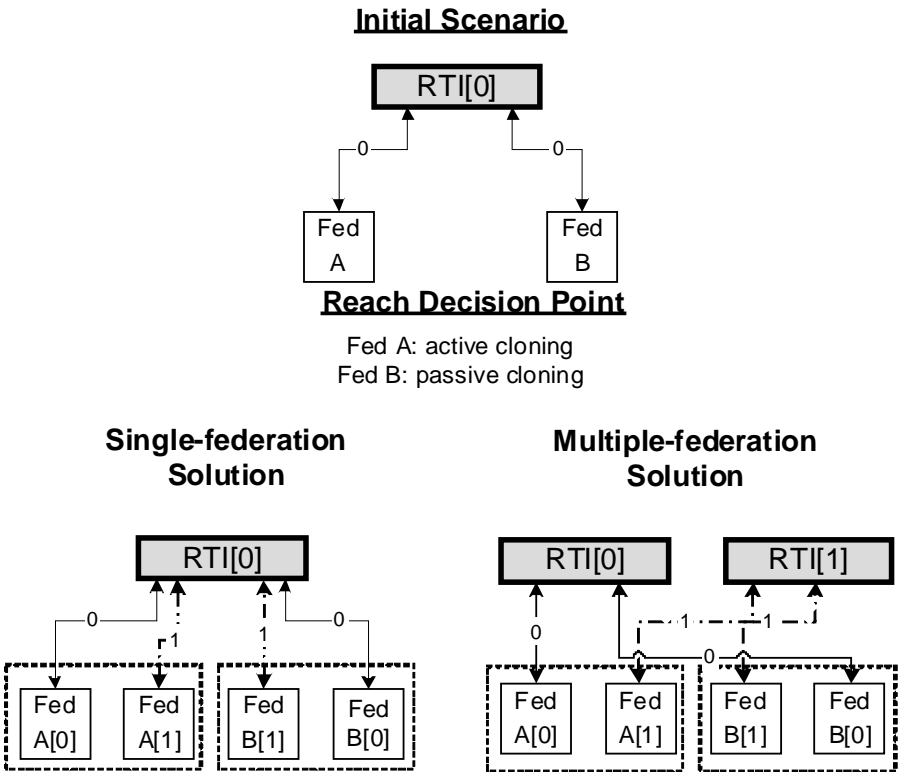 Initial Scenario
RTI[0]
0 0
Fed
A
Fed
B
Reach Decision Point
Fed A: active cloning
Fed B: passive cloning
Single-federation
Solution
RTI[0]
0 1 1 0
Fed
A[0]
Fed
A[1]
Fed
B[1]
Fed
B[0]
Multiple-federation
Solution
RTI[0] RTI[1]
0 1 1
0
Fed
A[0]
Fed
A[1]
Fed
B[1]
Fed
B[0]